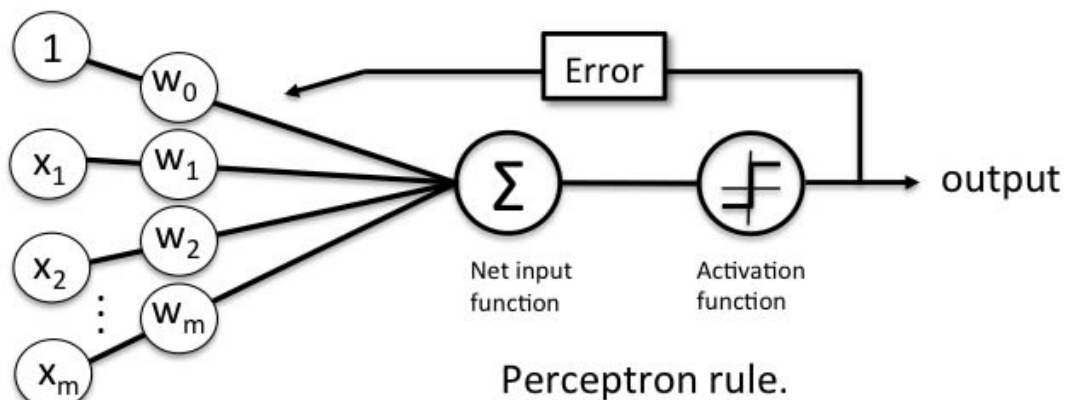 1
w₀
Error
x₁
w₁
Σ
output
x₂
w₂
Net input
function
Activation
function
⋮
wₘ
xₘ
Perceptron rule.